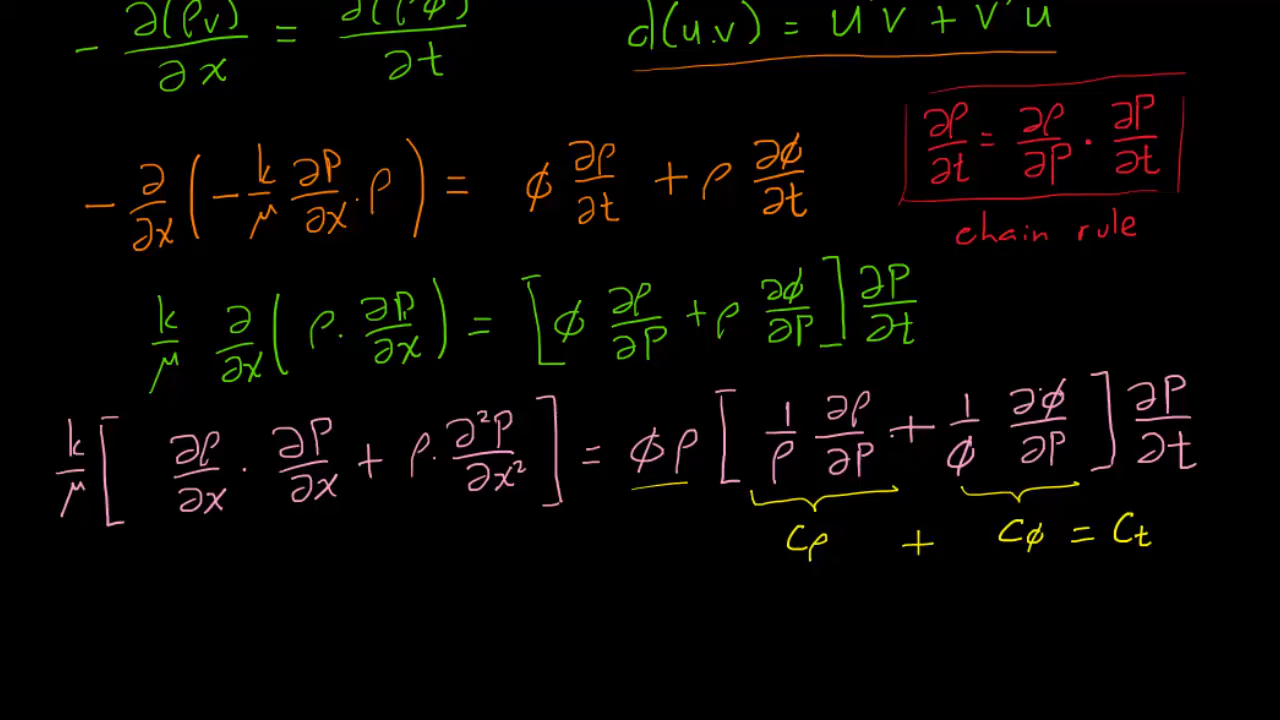 - ∂(ρv)/∂x = ∂(ρϕ)/∂t
d(u.v) = u'v + v'u
∂ρ/∂t = ∂ρ/∂P · ∂P/∂t
chain rule
- ∂/∂x (- k/μ ∂P/∂x · ρ) = ϕ ∂ρ/∂t + ρ ∂ϕ/∂t
k/μ ∂/∂x (ρ · ∂P/∂x) = [ϕ ∂ρ/∂P + ρ ∂ϕ/∂P] ∂P/∂t
k/μ [∂ρ/∂x · ∂P/∂x + ρ · ∂²P/∂x²] = ϕρ [1/ρ ∂ρ/∂P + 1/ϕ ∂ϕ/∂P] ∂P/∂t
Cρ + Cϕ = Ct